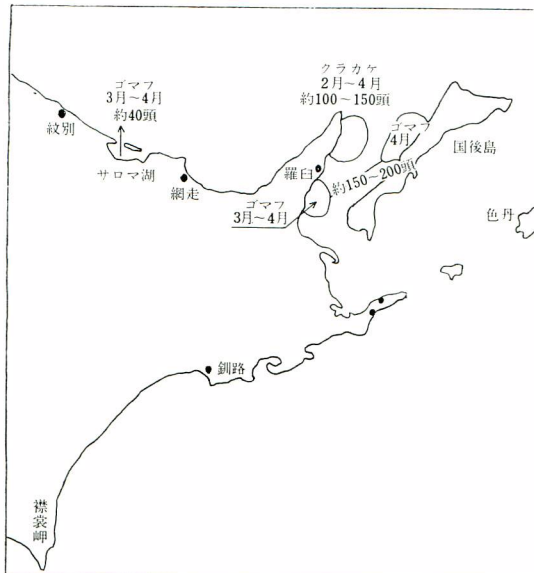 ゴマフ
3月～4月
約40頭
紋別
サロマ湖
網走
クラカケ
2月～4月
約100～150頭
ゴマフ
4月
国後島
羅臼
約150～200頭
ゴマフ
3月～4月
色丹
釧路
襟裳岬